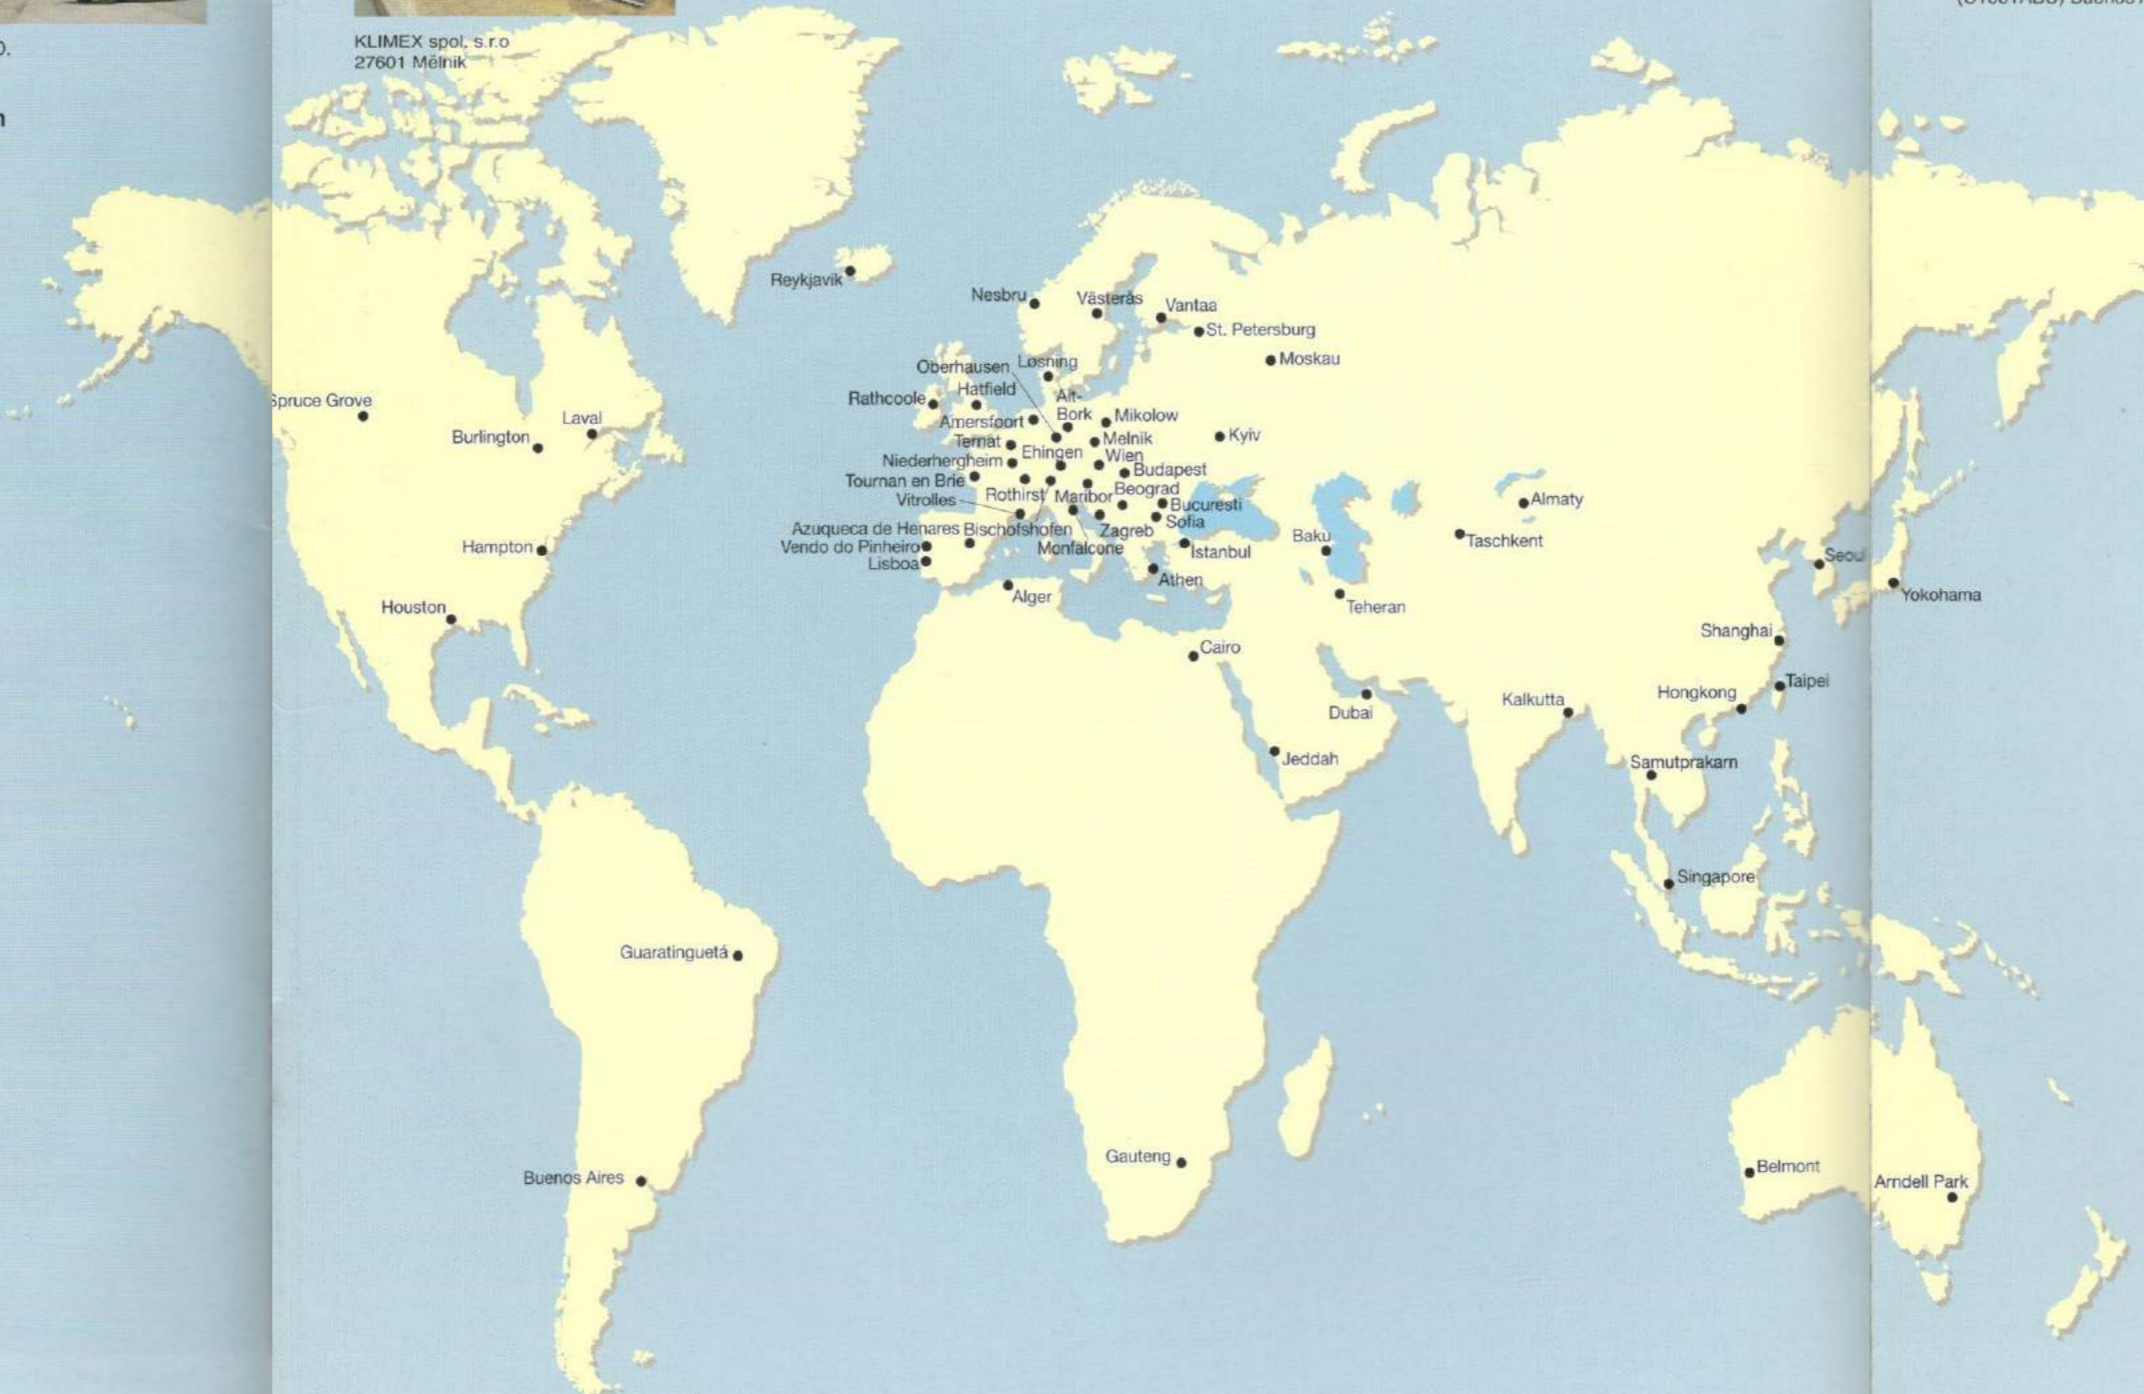 KLIMEX spol. s.r.o
27601 Mělnik
Reykjavik
Nesbru
Västerås
Vantaa
St. Petersburg
Moskau
Oberhausen
Løsning
Rathcoole
Hatfield
Alt-
Bork
Amersfoort
Mikolow
Spruce Grove
Laval
Burlington
Ternat
Melnik
Kyiv
Ehingen
Wien
Niederhergheim
Budapest
Tournan en Brie
Rothirst
Maribor
Beograd
Vitrolles
Bucuresti
Almaty
Sofia
Azuqueca de Henares
Bischofshofen
Zagreb
Baku
Taschkent
Hampton
Vendo do Pinheiro
Monfalcone
Istanbul
Seoul
Lisboa
Athen
Alger
Teheran
Yokohama
Houston
Shanghai
Cairo
Taipei
Hongkong
Kalkutta
Dubai
Jeddah
Samutprakarn
Singapore
Guaratinguetá
Gauteng
Belmont
Buenos Aires
Arndell Park